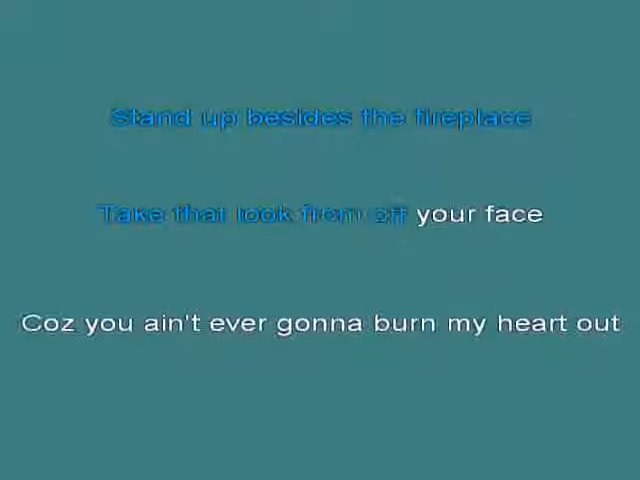 Stand up besides the fireplace
Take that look from off your face
Coz you ain't ever gonna burn my heart out